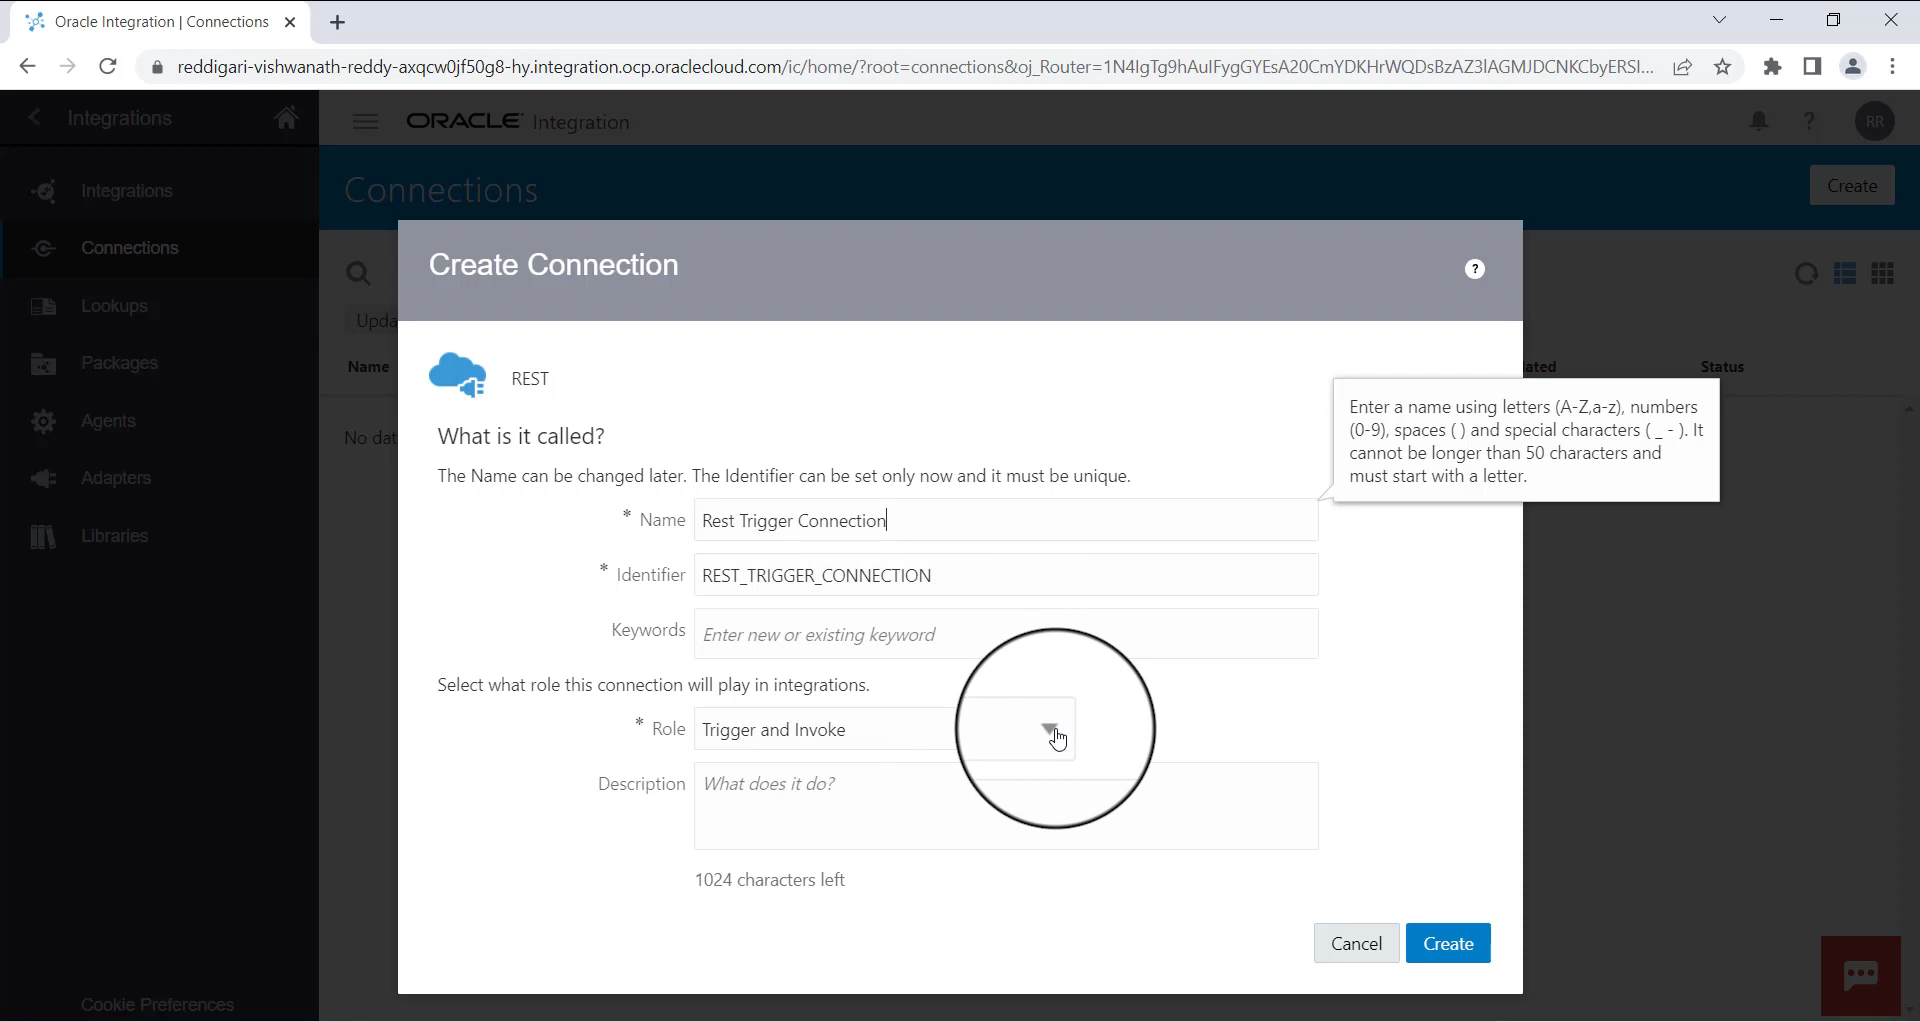 Oracle Integration | Connections
reddigari-vishwanath-reddy-axqcw0jf50g8-hy.integration.ocp.oraclecloud.com/ic/home/?root=connections&oj_Router=1N4IgTg9hAuIFygGYEsA20CmYDKHrWQDsBzAZ3lAGMJDCNKCbyERSI...
Integrations
ORACLE Integration
?
RR
Integrations
Connections
Create
Connections
Create Connection
?
Lookups
Upda
Packages
Name
REST
ated
Status
Enter a name using letters (A-Z,a-z), numbers
(0-9), spaces ( ) and special characters ( _ - ). It
cannot be longer than 50 characters and
must start with a letter.
Agents
No dat
What is it called?
Adapters
The Name can be changed later. The Identifier can be set only now and it must be unique.
* Name Rest Trigger Connection
Libraries
* Identifier REST_TRIGGER_CONNECTION
Keywords Enter new or existing keyword
Select what role this connection will play in integrations.
* Role Trigger and Invoke
Description What does it do?
1024 characters left
Cancel
Create
Cookie Preferences